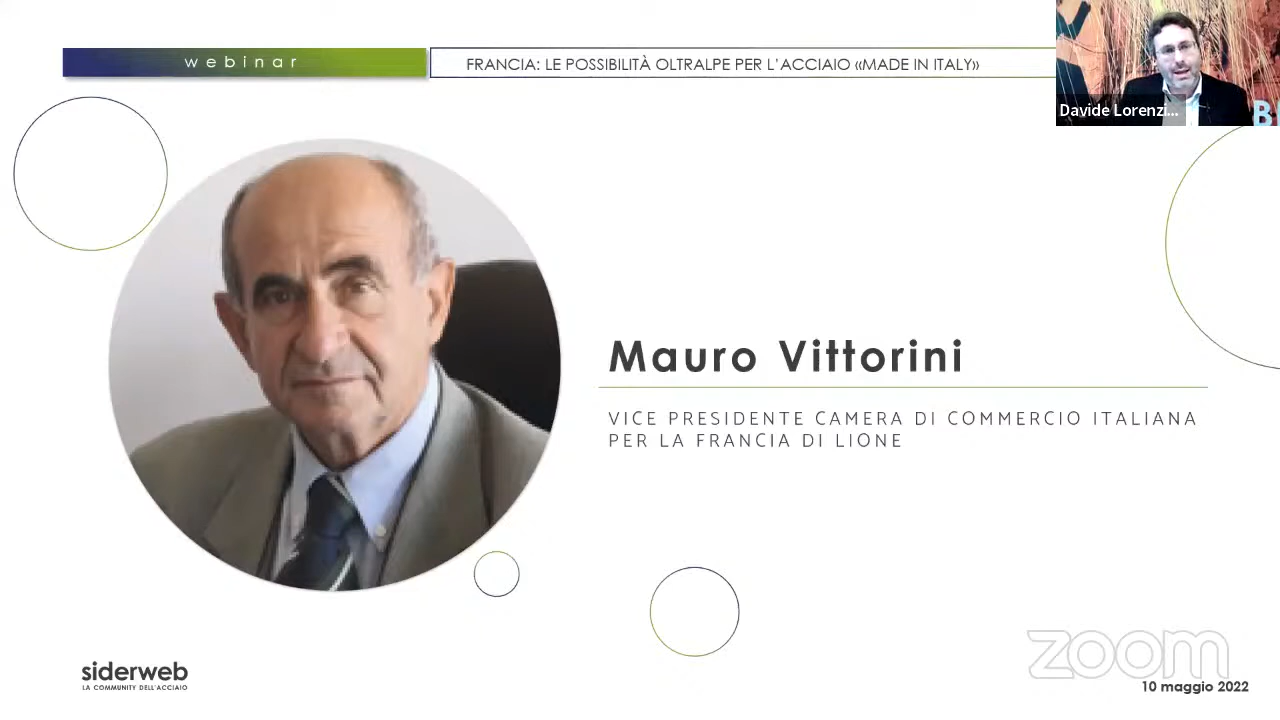 webinar
FRANCIA: LE POSSIBILITÀ OLTRALPE PER L'ACCIAIO «MADE IN ITALY»
Davide Lorenzi...
Mauro Vittorini
VICE PRESIDENTE CAMERA DI COMMERCIO ITALIANA
PER LA FRANCIA DI LIONE
siderweb
LA COMMUNITY DELL'ACCIAIO
zoom
10 maggio 2022